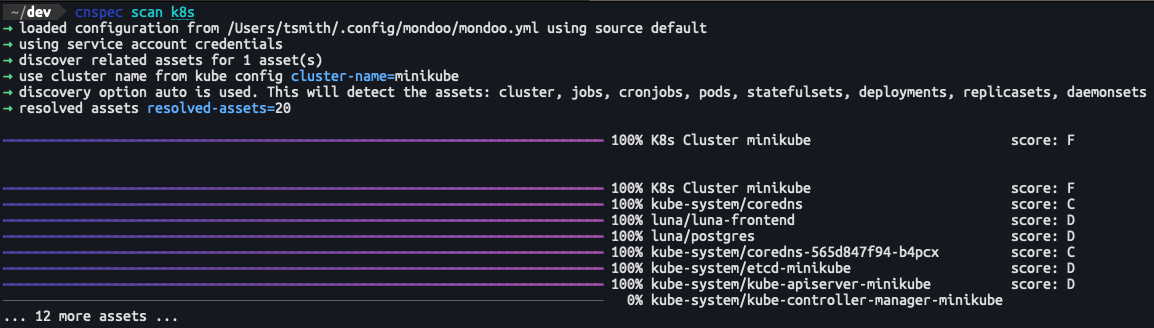 ~/dev cnspec scan k8s
→ loaded configuration from /Users/tsmith/.config/mondoo/mondoo.yml using source default
→ using service account credentials
→ discover related assets for 1 asset(s)
→ use cluster name from kube config cluster-name=minikube
→ discovery option auto is used. This will detect the assets: cluster, jobs, cronjobs, pods, statefulsets, deployments, replicasets, daemonsets
→ resolved assets resolved-assets=20
100% K8s Cluster minikube score: F
100% K8s Cluster minikube score: F
100% kube-system/coredns score: C
100% luna/luna-frontend score: D
100% luna/postgres score: D
100% kube-system/coredns-565d847f94-b4pcx score: C
100% kube-system/etcd-minikube score: D
100% kube-system/kube-apiserver-minikube score: D
0% kube-system/kube-controller-manager-minikube
... 12 more assets ...